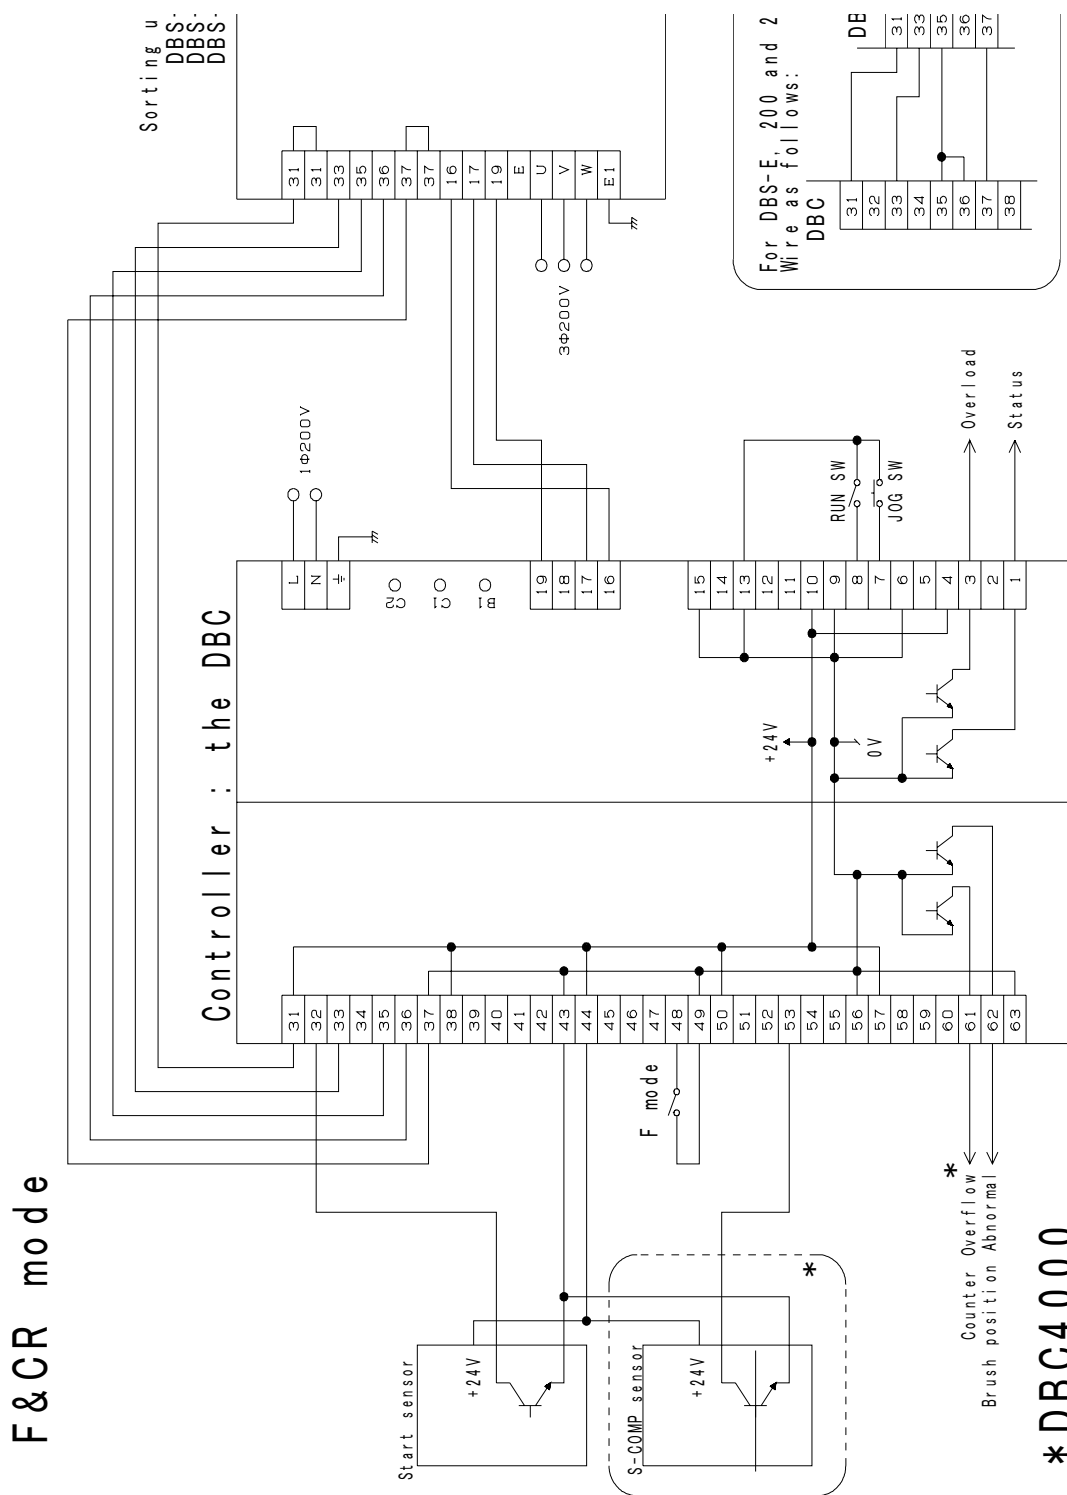 F&CR mode
Sorting u
DBS-
DBS-
DBS-
31
31
33
35
36
37
37
16
17
19
E
U
V
W
E1
3Φ200V
For DBS-E, 200 and 2
Wire as follows:
DBC
31
32
33
34
35
36
37
38
DB
31
33
35
36
37
1Φ200V
Controller : the DBC
L
N
C2
C1
B1
19
18
17
16
15
14
13
12
11
10
9
8
7
6
5
4
3
2
1
RUN SW
JOG SW
Overload
Status
+24V
0V
31
32
33
34
35
36
37
38
39
40
41
42
43
44
45
46
47
48
49
50
51
52
53
54
55
56
57
58
59
60
61
62
63
F mode
Start sensor
+24V
S-COMP sensor
+24V
*
*
Counter Overflow
Brush position Abnormal
*DBC4000